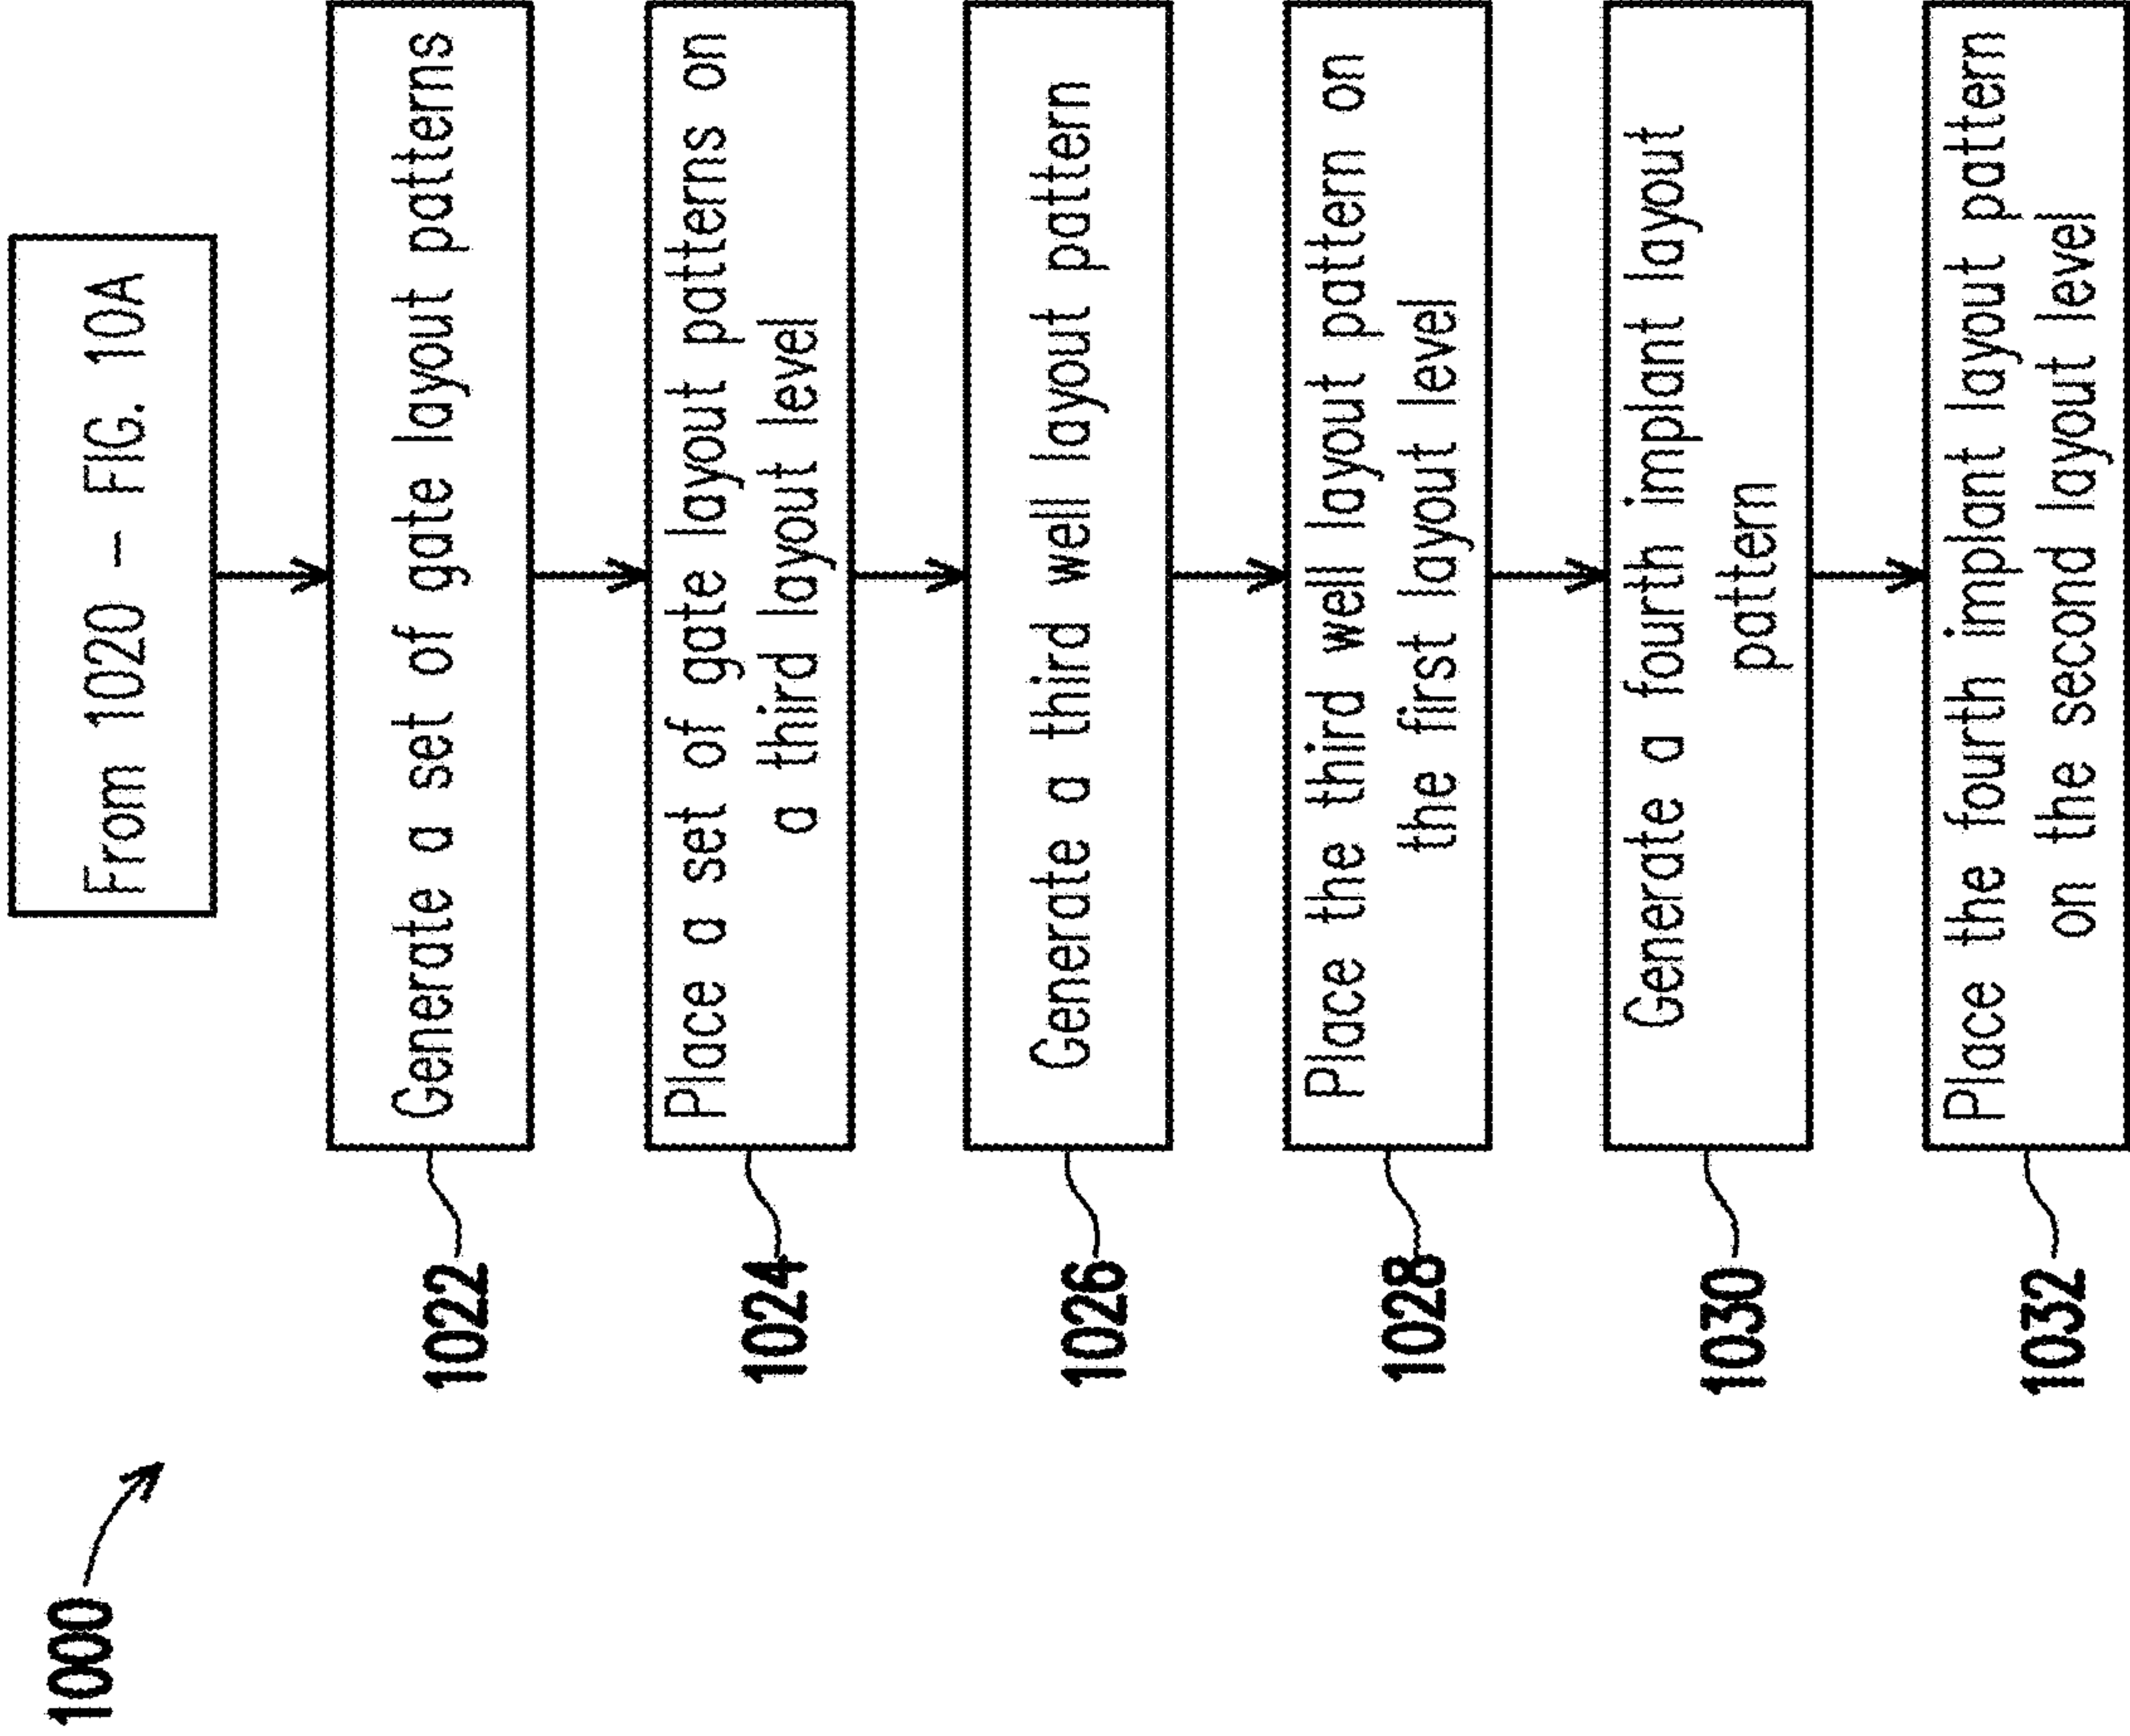 1000
From 1020 – FIG. 10A
1022
Generate a set of gate layout patterns
1024
Place a set of gate layout patterns on
a third layout level
1026
Generate a third well layout pattern
1028
Place the third well layout pattern on
the first layout level
1030
Generate a fourth implant layout
pattern
1032
Place the fourth implant layout pattern
on the second layout level